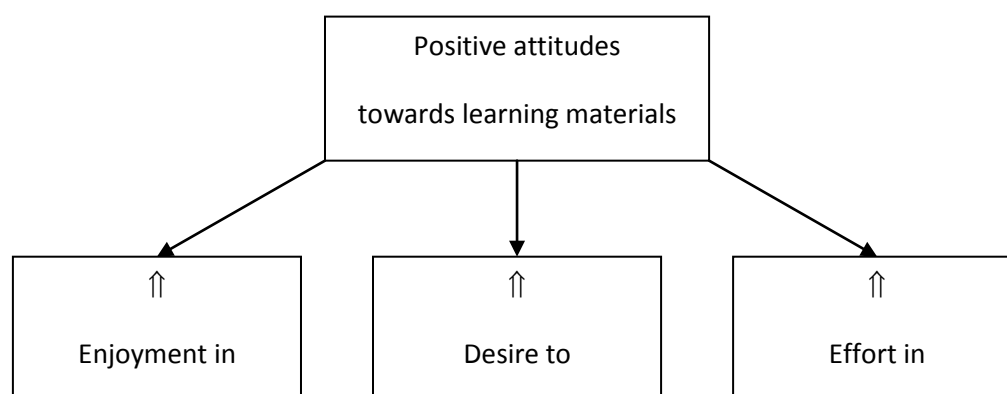 Positive attitudes
towards learning materials
⇑ ⇑ ⇑
Enjoyment in
Desire to
Effort in